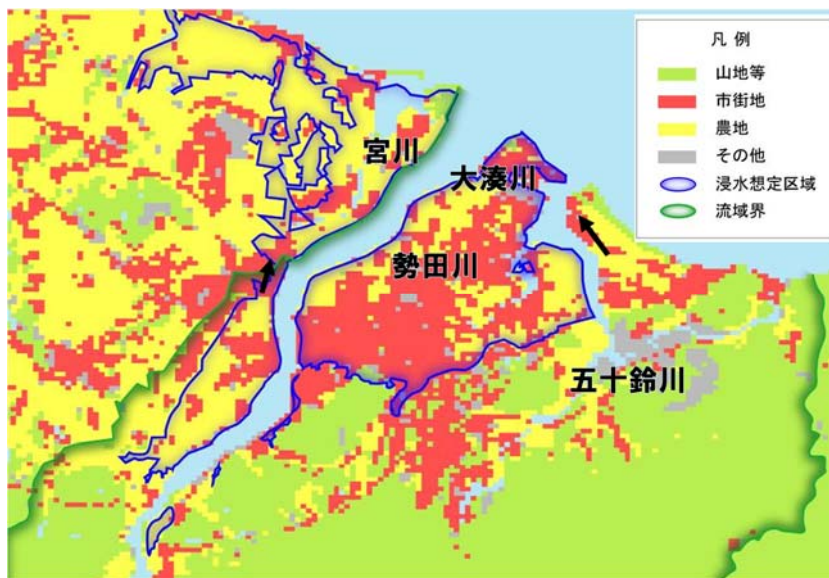 凡 例
山地等
市街地
農地
その他
浸水想定区域
流域界
宮川
大湊川
勢田川
五十鈴川